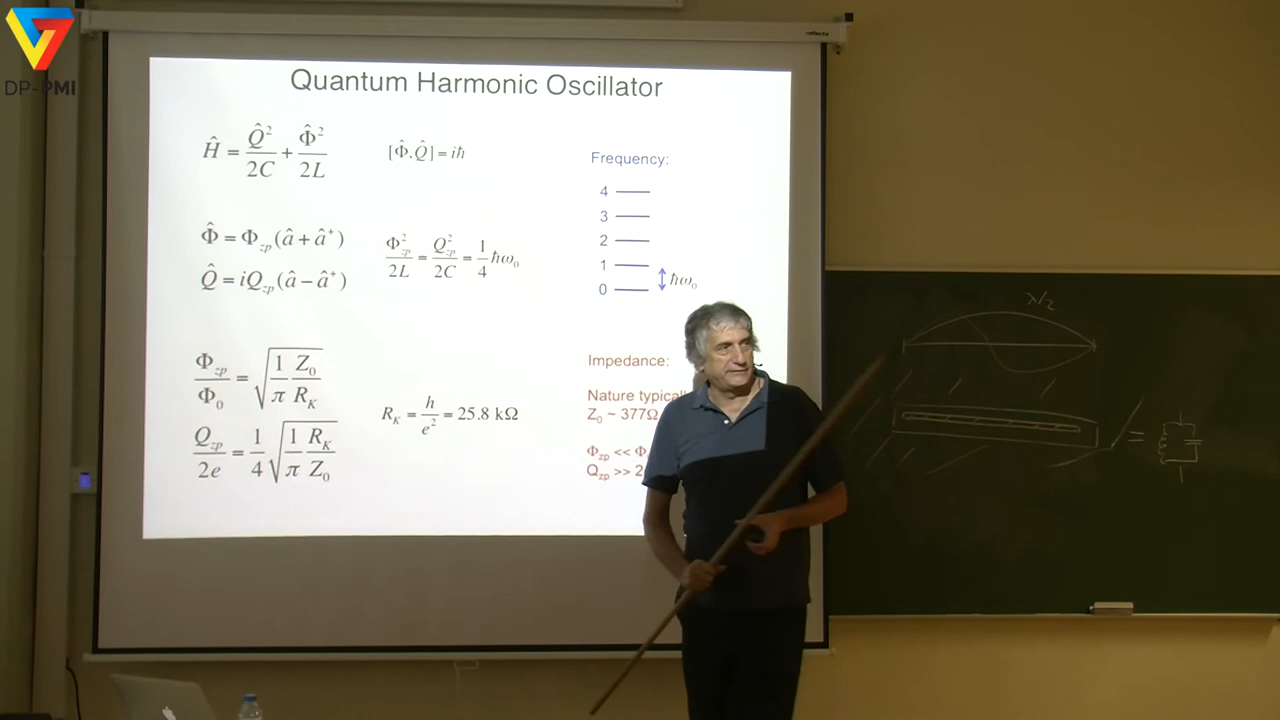 DP-PMI
reflecta
Quantum Harmonic Oscillator
Ĥ = Q̂²/2C + Φ̂²/2L
[Φ̂.Q̂] = iħ
Φ̂ = Φ_zp (â + â⁺)
Q̂ = iQ_zp (â − â⁺)
Φ²_zp/2L = Q²_zp/2C = 1/4 ħω₀
Φ_zp/Φ₀ = √(1/π Z₀/R_K)
Q_zp/2e = 1/4 √(1/π R_K/Z₀)
R_K = h/e² = 25.8 kΩ
Frequency:
4
3
2
1
0
ħω₀
Impedance:
Nature
Z₀ ~ 377Ω
Φ_zp <<
Q_zp >> 2
λ/2
=